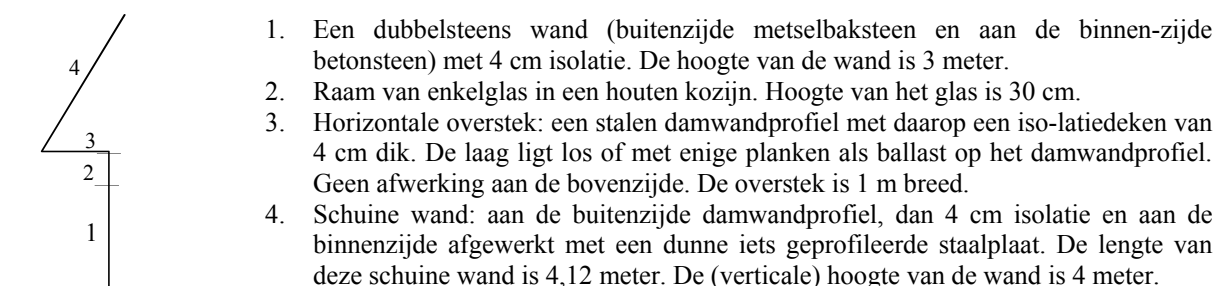 4
3
2
1
1. Een dubbelsteens wand (buitenzijde metselbaksteen en aan de binnen-zijde
betonsteen) met 4 cm isolatie. De hoogte van de wand is 3 meter.
2. Raam van enkelglas in een houten kozijn. Hoogte van het glas is 30 cm.
3. Horizontale overstek: een stalen damwandprofiel met daarop een iso-latiedeken van
4 cm dik. De laag ligt los of met enige planken als ballast op het damwandprofiel.
Geen afwerking aan de bovenzijde. De overstek is 1 m breed.
4. Schuine wand: aan de buitenzijde damwandprofiel, dan 4 cm isolatie en aan de
binnenzijde afgewerkt met een dunne iets geprofileerde staalplaat. De lengte van
deze schuine wand is 4,12 meter. De (verticale) hoogte van de wand is 4 meter.